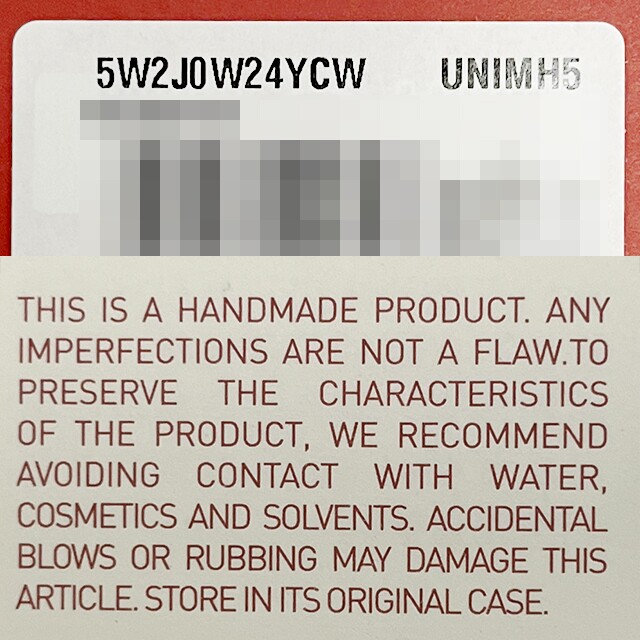 5W2J0W24YCW UNIMH5
THIS IS A HANDMADE PRODUCT. ANY
IMPERFECTIONS ARE NOT A FLAW.TO
PRESERVE THE CHARACTERISTICS
OF THE PRODUCT, WE RECOMMEND
AVOIDING CONTACT WITH WATER,
COSMETICS AND SOLVENTS. ACCIDENTAL
BLOWS OR RUBBING MAY DAMAGE THIS
ARTICLE. STORE IN ITS ORIGINAL CASE.